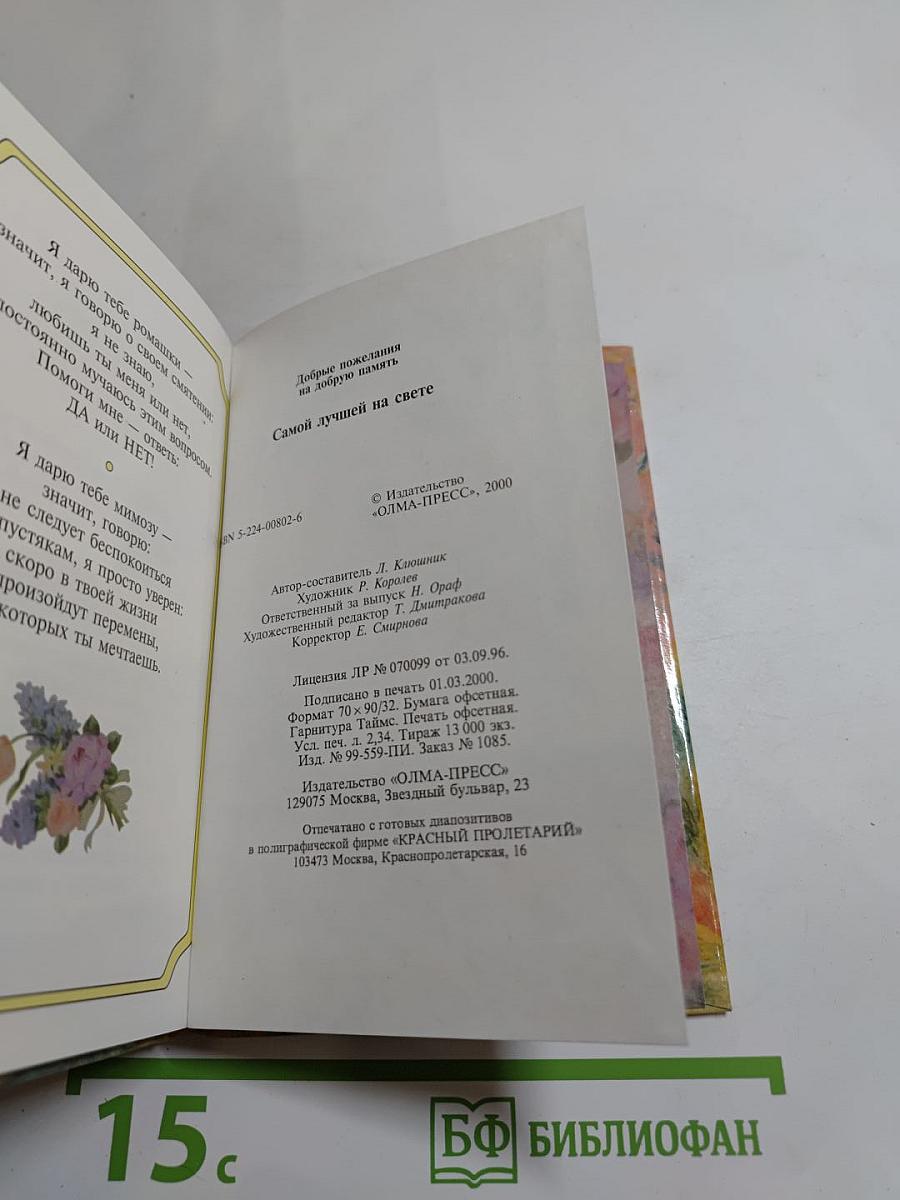 Я дарю тебе ромашки –
значит, я говорю о своем смятении:
я не знаю,
любишь ты меня или нет,
постоянно мучаюсь этим вопросом.
Помоги мне – ответь:
ДА или НЕТ!
Я дарю тебе мимозу –
значит, говорю:
не следует беспокоиться
пустякам, я просто уверен:
скоро в твоей жизни
произойдут перемены,
которых ты мечтаешь.
Добрые пожелания
на добрую память
Самой лучшей на свете
BN 5-224-00802-6
© Издательство
«ОЛМА-ПРЕСС», 2000
Автор-составитель Л. Клюшник
Художник Р. Королев
Ответственный за выпуск Н. Ораф
Художественный редактор Т. Дмитракова
Корректор Е. Смирнова
Лицензия ЛР № 070099 от 03.09.96.
Подписано в печать 01.03.2000.
Формат 70 × 90/32. Бумага офсетная.
Гарнитура Таймс. Печать офсетная.
Усл. печ. л. 2,34. Тираж 13 000 экз.
Изд. № 99-559-ПИ. Заказ № 1085.
Издательство «ОЛМА-ПРЕСС»
129075 Москва, Звездный бульвар, 23
Отпечатано с готовых диапозитивов
в полиграфической фирме «КРАСНЫЙ ПРОЛЕТАРИЙ»
103473 Москва, Краснопролетарская, 16
15 с
БФ БИБЛИОФАН